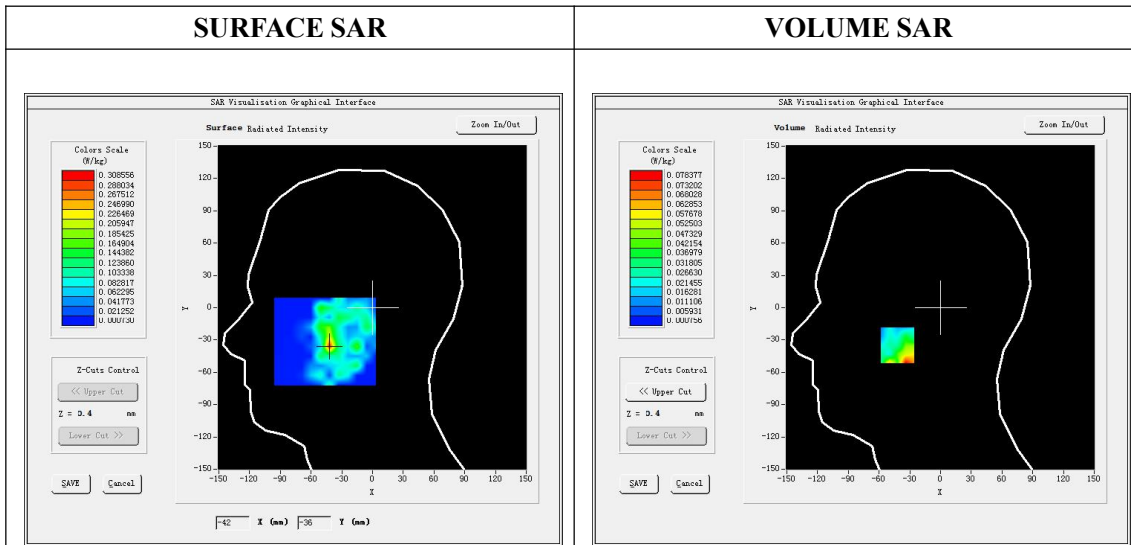 SURFACE SAR
VOLUME SAR
SAR Visualisation Graphical Interface
Surface Radiated Intensity
Zoom In/Out
Colors Scale
(W/kg)
0.308556
0.288034
0.267512
0.246990
0.226469
0.205947
0.185425
0.164904
0.144382
0.123860
0.103338
0.082817
0.062295
0.041773
0.021252
0.000730
150
120
90
60
30
0
-30
-60
-90
-120
-150
Y
-150 -120 -90 -60 -30 0 30 60 90 120 150
X
Z-Cuts Control
<< Upper Cut
Z = 0.4 mm
Lower Cut >>
SAVE Cancel
-42 X (mm) -36 Y (mm)
SAR Visualisation Graphical Interface
Volume Radiated Intensity
Zoom In/Out
Colors Scale
(W/kg)
0.078377
0.073202
0.068028
0.062853
0.057678
0.052503
0.047329
0.042154
0.036979
0.031805
0.026630
0.021455
0.016281
0.011106
0.005931
0.000756
150
120
90
60
30
0
-30
-60
-90
-120
-150
Y
-150 -120 -90 -60 -30 0 30 60 90 120 150
X
Z-Cuts Control
<< Upper Cut
Z = 0.4 mm
Lower Cut >>
SAVE Cancel